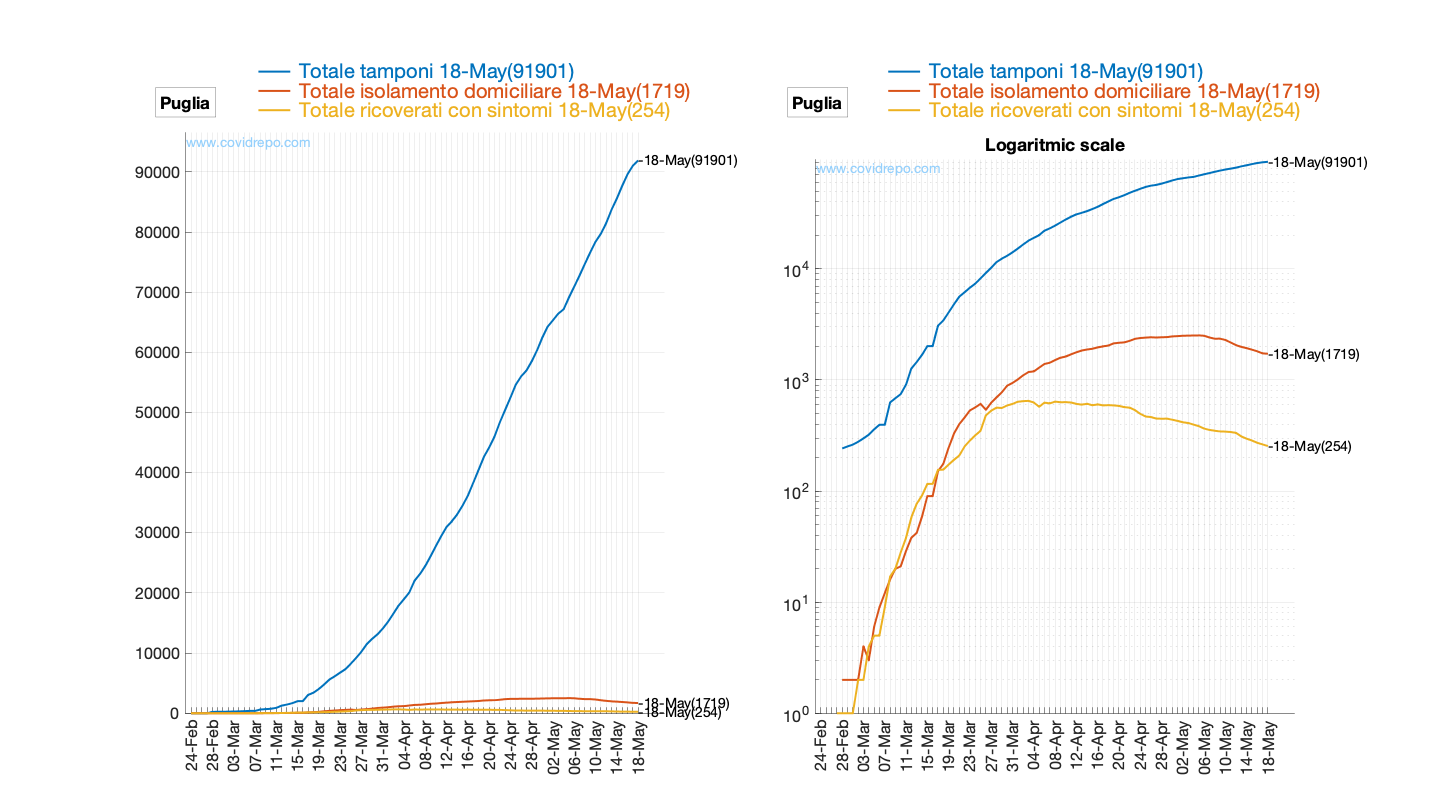 Totale tamponi 18-May(91901)
Totale isolamento domiciliare 18-May(1719)
Totale ricoverati con sintomi 18-May(254)
Puglia
www.covidrepo.com
90000
80000
70000
60000
50000
40000
30000
20000
10000
0
-18-May(91901)
-18-May(1719)
-18-May(254)
24-Feb
28-Feb
03-Mar
07-Mar
11-Mar
15-Mar
19-Mar
23-Mar
27-Mar
31-Mar
04-Apr
08-Apr
12-Apr
16-Apr
20-Apr
24-Apr
28-Apr
02-May
06-May
10-May
14-May
18-May
Totale tamponi 18-May(91901)
Totale isolamento domiciliare 18-May(1719)
Totale ricoverati con sintomi 18-May(254)
Puglia
Logaritmic scale
www.covidrepo.com
10^4
10^3
10^2
10^1
10^0
-18-May(91901)
-18-May(1719)
-18-May(254)
24-Feb
28-Feb
03-Mar
07-Mar
11-Mar
15-Mar
19-Mar
23-Mar
27-Mar
31-Mar
04-Apr
08-Apr
12-Apr
16-Apr
20-Apr
24-Apr
28-Apr
02-May
06-May
10-May
14-May
18-May